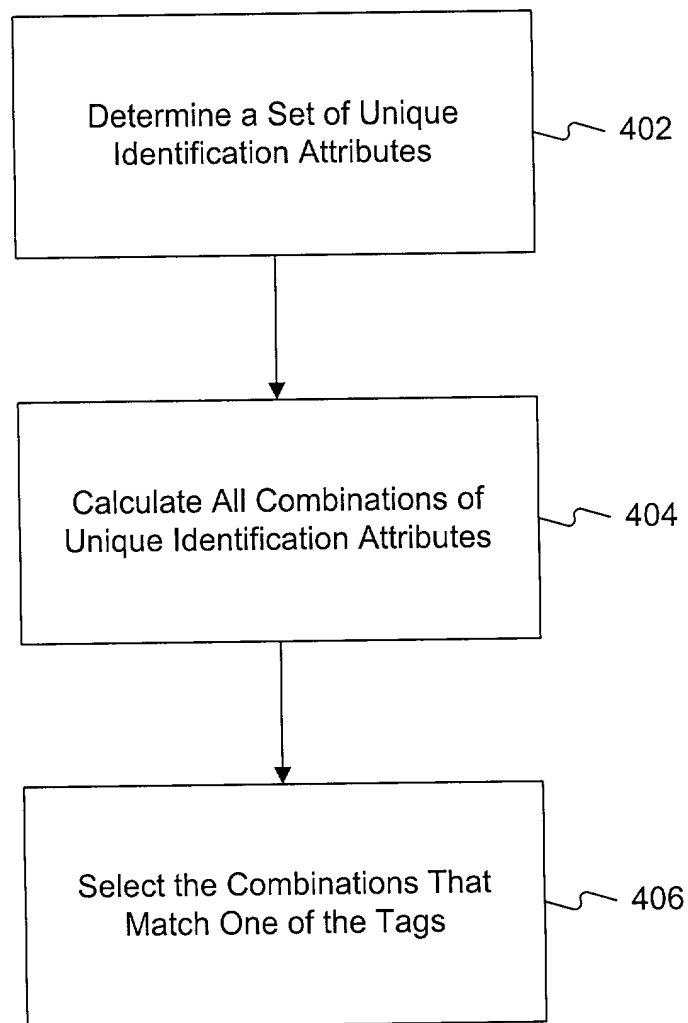 Determine a Set of Unique
Identification Attributes
402
Calculate All Combinations of
Unique Identification Attributes
404
Select the Combinations That
Match One of the Tags
406